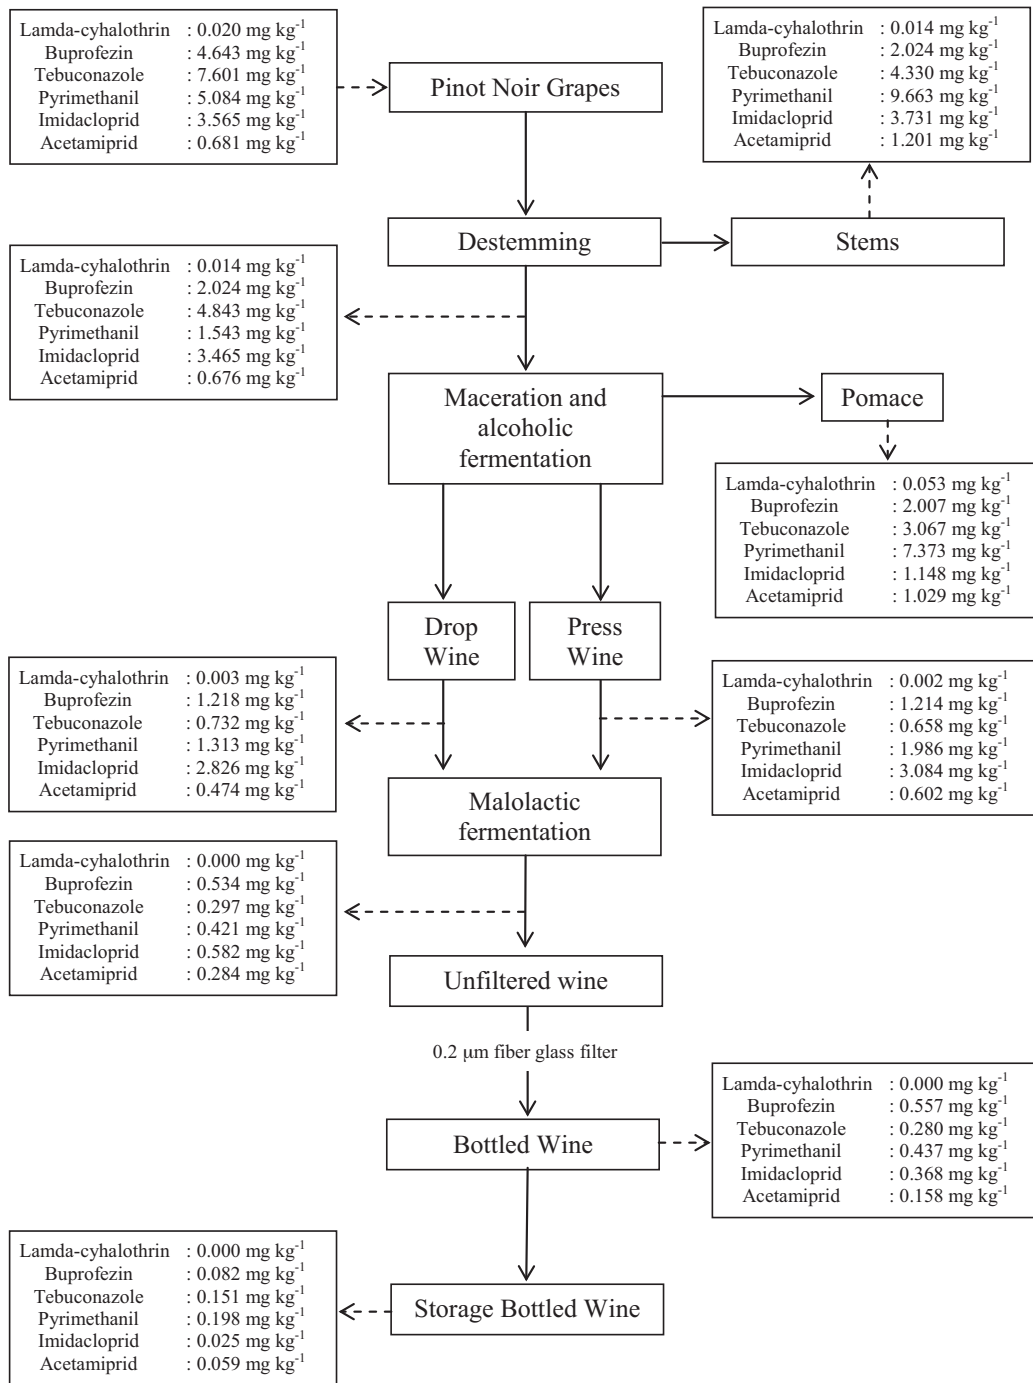 Lamda-cyhalothrin : 0.020 mg kg⁻¹
Buprofezin : 4.643 mg kg⁻¹
Tebuconazole : 7.601 mg kg⁻¹
Pyrimethanil : 5.084 mg kg⁻¹
Imidacloprid : 3.565 mg kg⁻¹
Acetamiprid : 0.681 mg kg⁻¹
Pinot Noir Grapes
Lamda-cyhalothrin : 0.014 mg kg⁻¹
Buprofezin : 2.024 mg kg⁻¹
Tebuconazole : 4.330 mg kg⁻¹
Pyrimethanil : 9.663 mg kg⁻¹
Imidacloprid : 3.731 mg kg⁻¹
Acetamiprid : 1.201 mg kg⁻¹
Destemming
Stems
Lamda-cyhalothrin : 0.014 mg kg⁻¹
Buprofezin : 2.024 mg kg⁻¹
Tebuconazole : 4.843 mg kg⁻¹
Pyrimethanil : 1.543 mg kg⁻¹
Imidacloprid : 3.465 mg kg⁻¹
Acetamiprid : 0.676 mg kg⁻¹
Maceration and
alcoholic
fermentation
Pomace
Lamda-cyhalothrin : 0.053 mg kg⁻¹
Buprofezin : 2.007 mg kg⁻¹
Tebuconazole : 3.067 mg kg⁻¹
Pyrimethanil : 7.373 mg kg⁻¹
Imidacloprid : 1.148 mg kg⁻¹
Acetamiprid : 1.029 mg kg⁻¹
Drop
Wine
Press
Wine
Lamda-cyhalothrin : 0.003 mg kg⁻¹
Buprofezin : 1.218 mg kg⁻¹
Tebuconazole : 0.732 mg kg⁻¹
Pyrimethanil : 1.313 mg kg⁻¹
Imidacloprid : 2.826 mg kg⁻¹
Acetamiprid : 0.474 mg kg⁻¹
Lamda-cyhalothrin : 0.002 mg kg⁻¹
Buprofezin : 1.214 mg kg⁻¹
Tebuconazole : 0.658 mg kg⁻¹
Pyrimethanil : 1.986 mg kg⁻¹
Imidacloprid : 3.084 mg kg⁻¹
Acetamiprid : 0.602 mg kg⁻¹
Malolactic
fermentation
Lamda-cyhalothrin : 0.000 mg kg⁻¹
Buprofezin : 0.534 mg kg⁻¹
Tebuconazole : 0.297 mg kg⁻¹
Pyrimethanil : 0.421 mg kg⁻¹
Imidacloprid : 0.582 mg kg⁻¹
Acetamiprid : 0.284 mg kg⁻¹
Unfiltered wine
0.2 μm fiber glass filter
Bottled Wine
Lamda-cyhalothrin : 0.000 mg kg⁻¹
Buprofezin : 0.557 mg kg⁻¹
Tebuconazole : 0.280 mg kg⁻¹
Pyrimethanil : 0.437 mg kg⁻¹
Imidacloprid : 0.368 mg kg⁻¹
Acetamiprid : 0.158 mg kg⁻¹
Lamda-cyhalothrin : 0.000 mg kg⁻¹
Buprofezin : 0.082 mg kg⁻¹
Tebuconazole : 0.151 mg kg⁻¹
Pyrimethanil : 0.198 mg kg⁻¹
Imidacloprid : 0.025 mg kg⁻¹
Acetamiprid : 0.059 mg kg⁻¹
Storage Bottled Wine